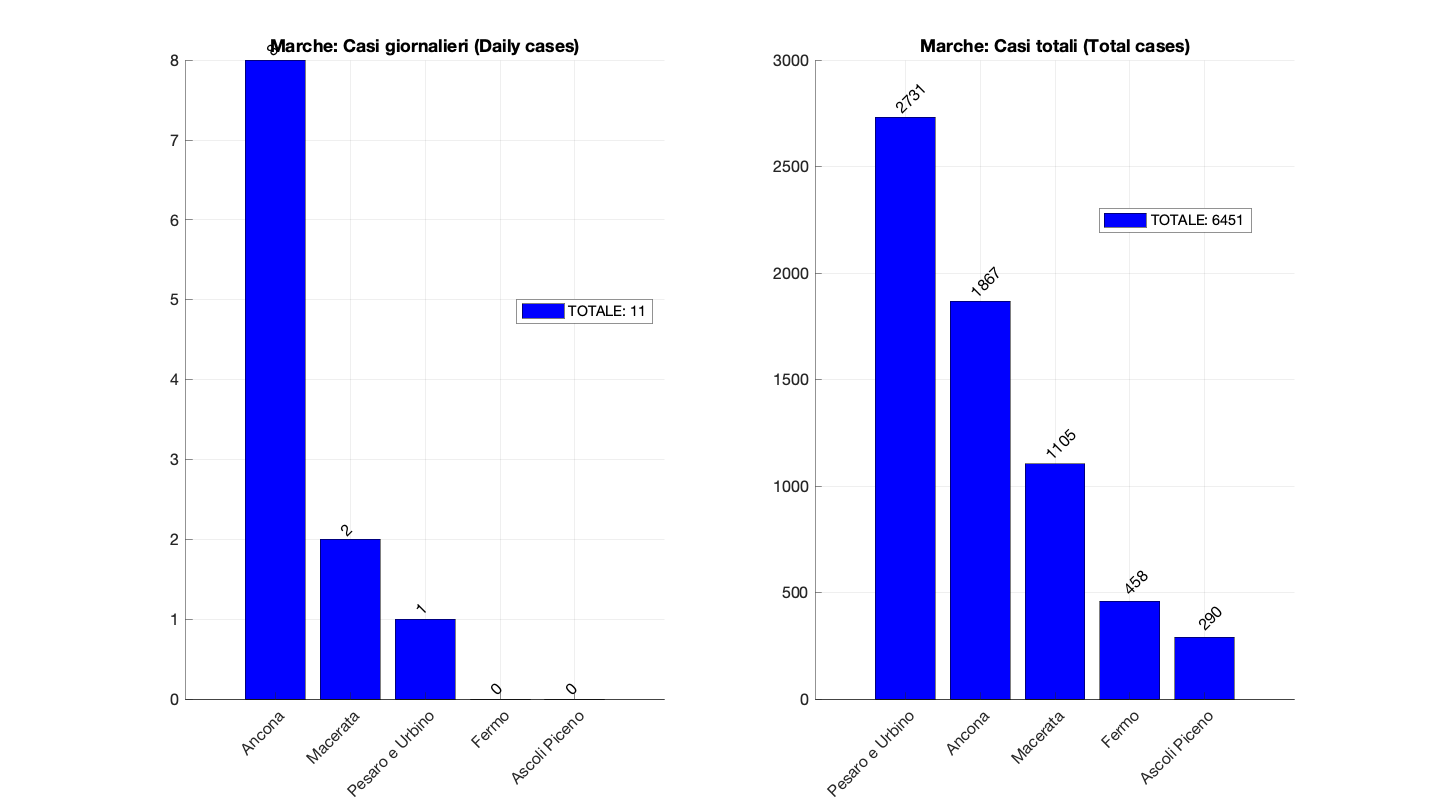 Marche: Casi giornalieri (Daily cases)
8
8
7
6
5
4
3
2
1
0
2
1
0
0
TOTALE: 11
Ancona
Macerata
Pesaro e Urbino
Fermo
Ascoli Piceno
Marche: Casi totali (Total cases)
3000
2500
2000
1500
1000
500
0
2731
1867
1105
458
290
TOTALE: 6451
Pesaro e Urbino
Ancona
Macerata
Fermo
Ascoli Piceno